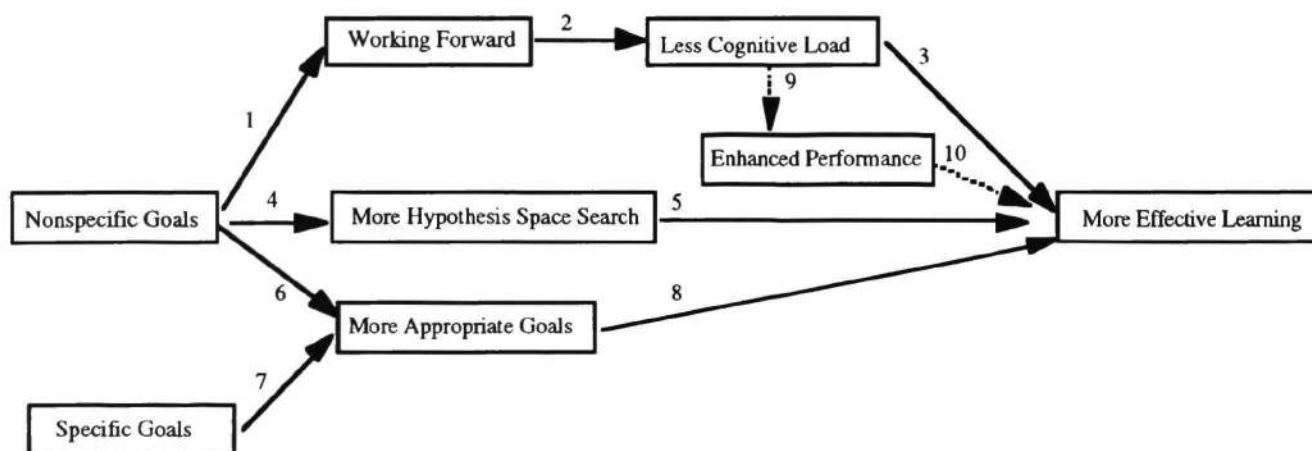 Working Forward
2
Less Cognitive Load
3
9
1
Enhanced Performance
10
Nonspecific Goals
4
More Hypothesis Space Search
5
More Effective Learning
6
More Appropriate Goals
8
7
Specific Goals